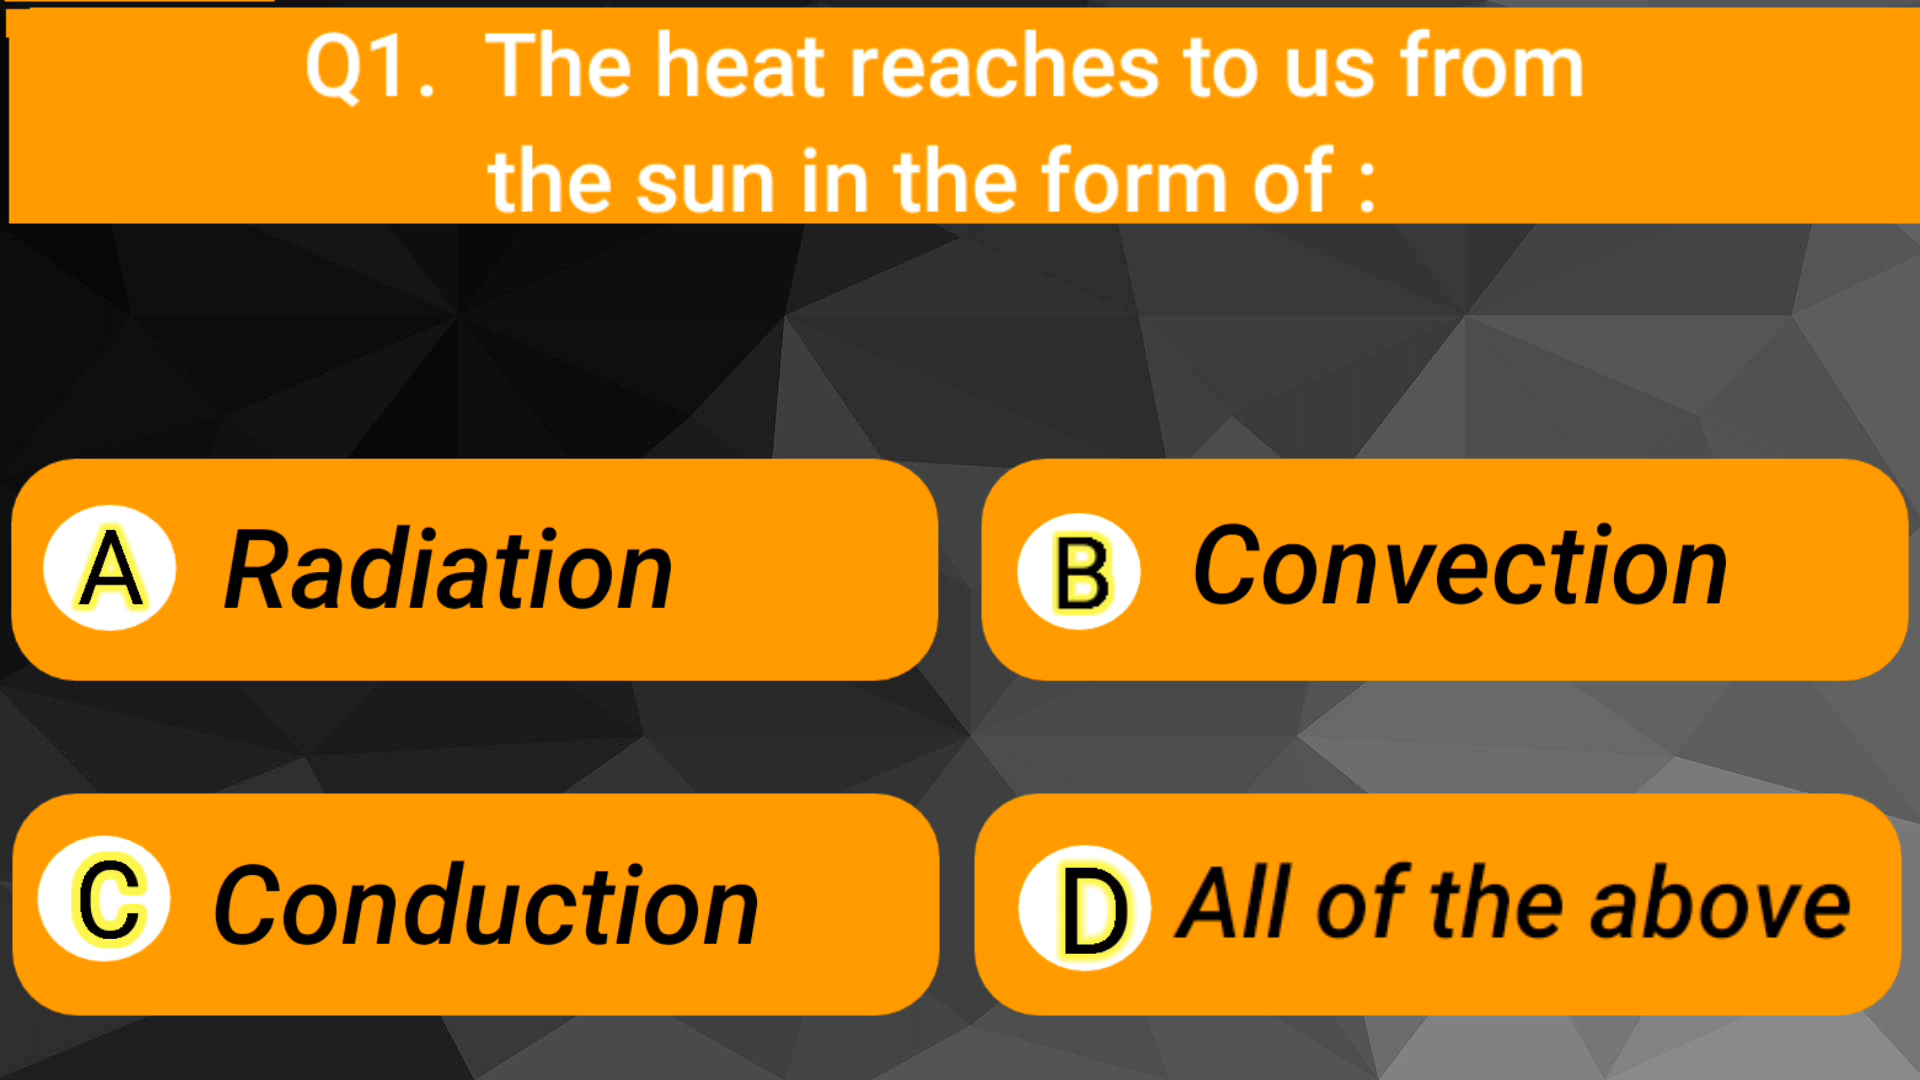 Q1. The heat reaches to us from
the sun in the form of :
A Radiation
B Convection
C Conduction
D All of the above